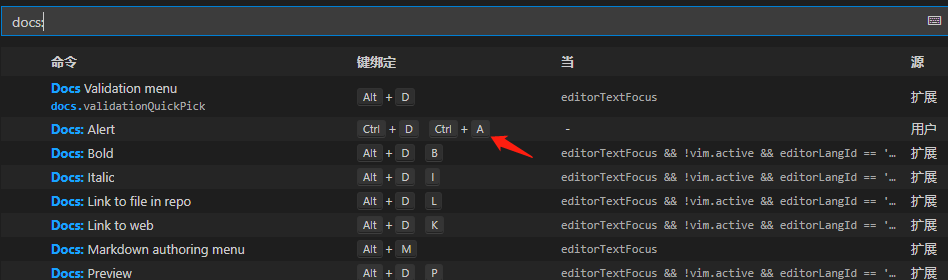 docs:
命令 键绑定 当 源
Docs Validation menu
docs.validationQuickPick
Alt + D editorTextFocus 扩展
Docs: Alert Ctrl + D Ctrl + A - 用户
Docs: Bold Alt + D B editorTextFocus && !vim.active && editorLangId == '… 扩展
Docs: Italic Alt + D I editorTextFocus && !vim.active && editorLangId == '… 扩展
Docs: Link to file in repo Alt + D L editorTextFocus && !vim.active && editorLangId == '… 扩展
Docs: Link to web Alt + D K editorTextFocus && !vim.active && editorLangId == '… 扩展
Docs: Markdown authoring menu Alt + M editorTextFocus 扩展
Docs: Preview Alt + D P editorTextFocus && !vim.active && editorLangId == '… 扩展